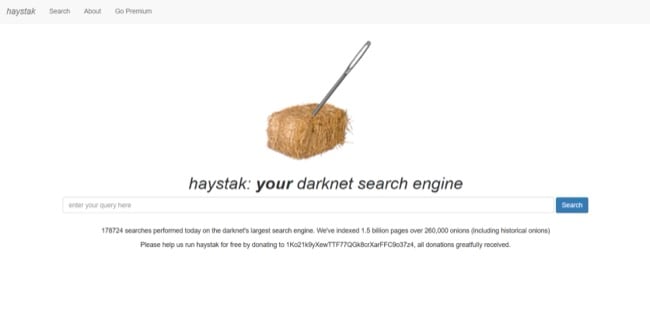 haystak Search About Go Premium
haystak: your darknet search engine
enter your query here Search
178724 searches performed today on the darknet's largest search engine. We've indexed 1.5 billion pages over 260,000 onions (including historical onions)
Please help us run haystak for free by donating to , all donations greatfully received.